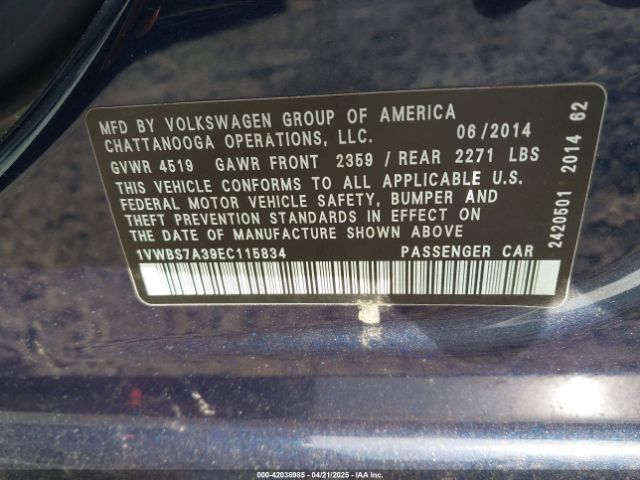 MFD BY VOLKSWAGEN GROUP OF AMERICA
CHATTANOOGA OPERATIONS, LLC. 06/2014
GVWR 4519 GAWR FRONT 2359 / REAR 2271 LBS
THIS VEHICLE CONFORMS TO ALL APPLICABLE U.S.
FEDERAL MOTOR VEHICLE SAFETY, BUMPER AND
THEFT PREVENTION STANDARDS IN EFFECT ON
THE DATE OF MANUFACTURE SHOWN ABOVE.
1VWBS7A39EC115834 PASSENGER CAR
2420501 2014 62
000-42036985 - 04/21/2025 - IAA Inc.